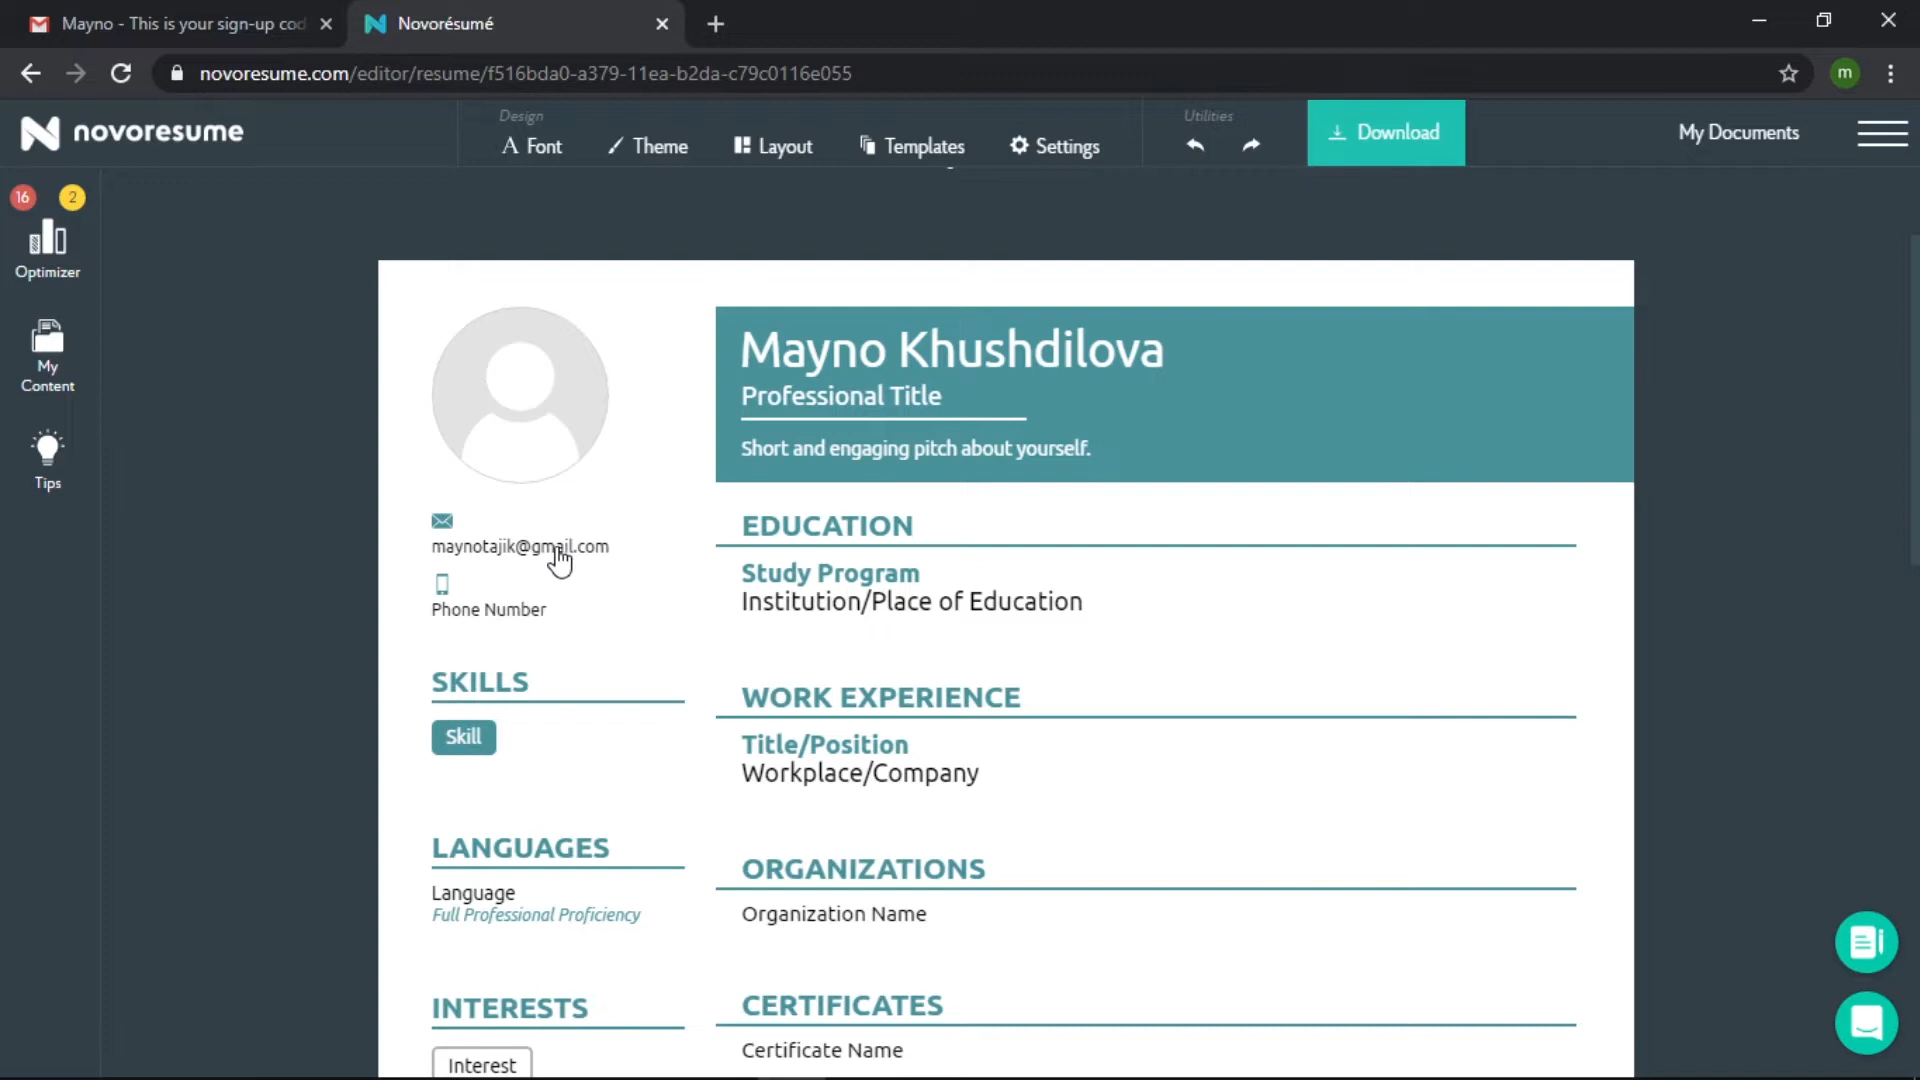 Mayno - This is your sign-up cod
Novorésumé
novoresume.com/editor/resume/f516bda0-a379-11ea-b2da-c79c0116e055
m
novoresume
Design
A Font
Theme
Layout
Templates
Settings
Utilities
Download
My Documents
16
2
Optimizer
My
Content
Tips
Mayno Khushdilova
Professional Title
Short and engaging pitch about yourself.
maynotajik@gmail.com
Phone Number
SKILLS
Skill
LANGUAGES
Language
Full Professional Proficiency
INTERESTS
Interest
EDUCATION
Study Program
Institution/Place of Education
WORK EXPERIENCE
Title/Position
Workplace/Company
ORGANIZATIONS
Organization Name
CERTIFICATES
Certificate Name